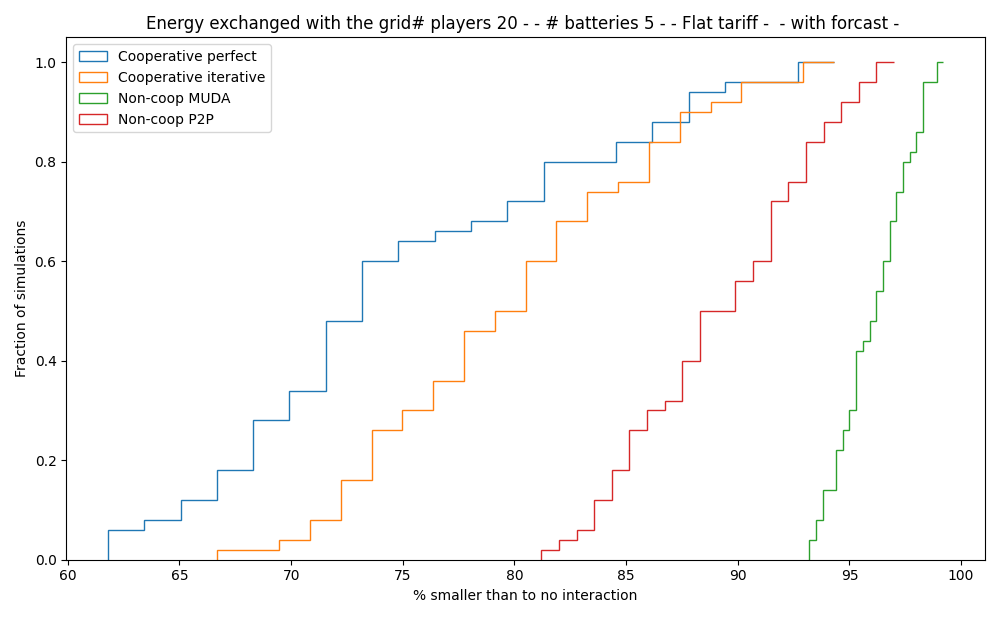 Energy exchanged with the grid# players 20 - - # batteries 5 - - Flat tariff -  - with forcast -
Cooperative perfect
Cooperative iterative
Non-coop MUDA
Non-coop P2P
Fraction of simulations
1.0
0.8
0.6
0.4
0.2
0.0
60 65 70 75 80 85 90 95 100
% smaller than to no interaction